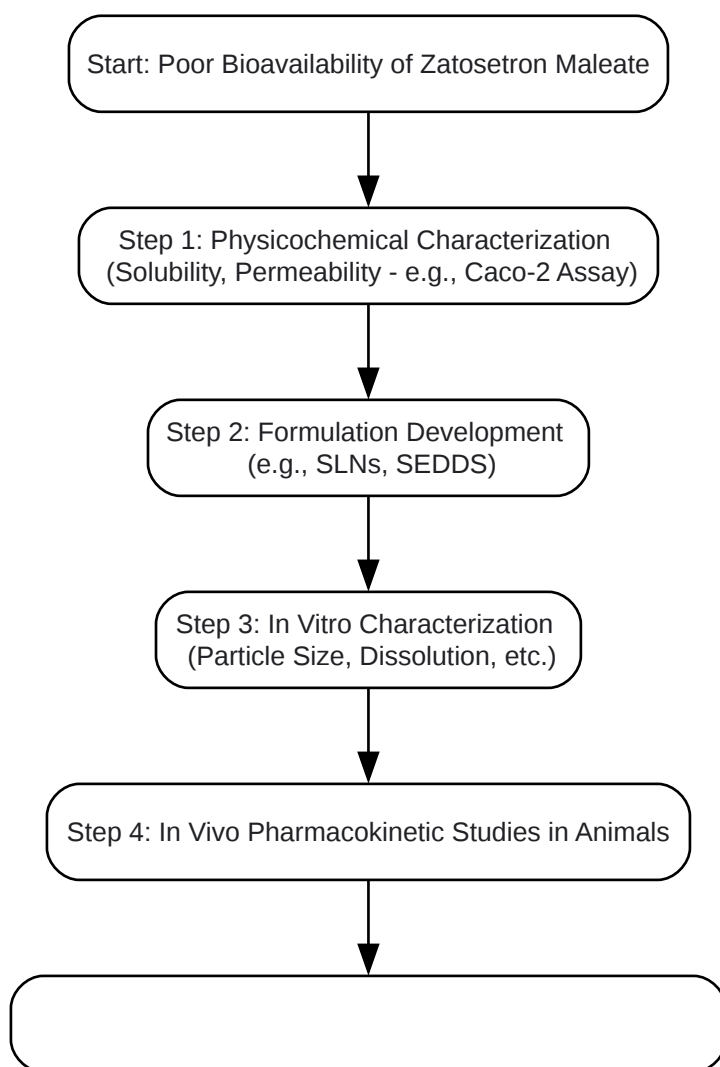 Start: Poor Bioavailability of Zatosetron Maleate
Step 1: Physicochemical Characterization
(Solubility, Permeability - e.g., Caco-2 Assay)
Step 2: Formulation Development
(e.g., SLNs, SEDDS)
Step 3: In Vitro Characterization
(Particle Size, Dissolution, etc.)
Step 4: In Vivo Pharmacokinetic Studies in Animals